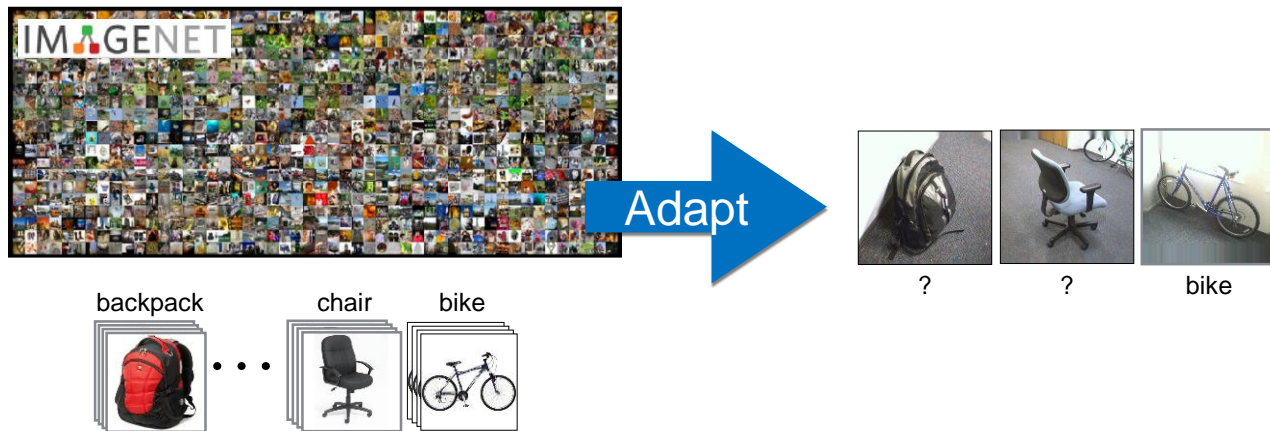 IMAGENET
Adapt
? ? bike
backpack chair bike
• • •